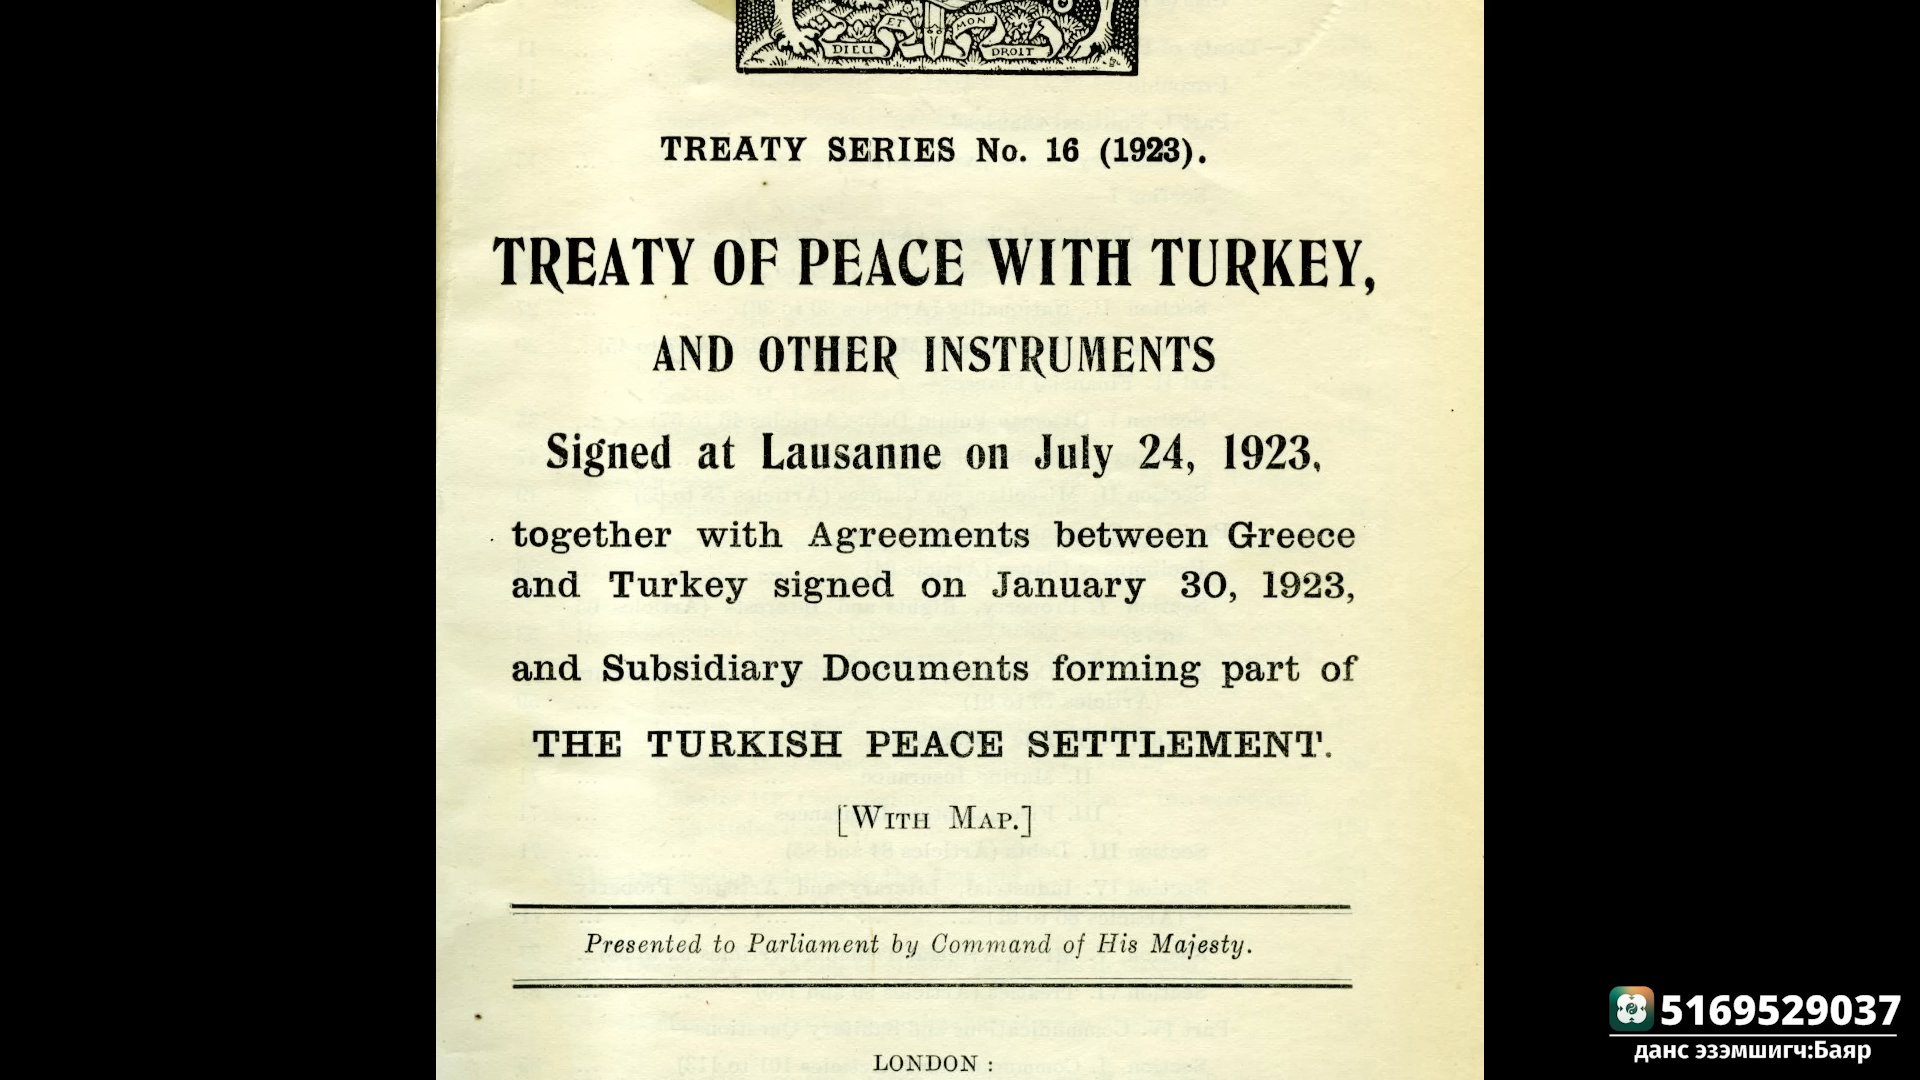 DIEU ET MON DROIT
TREATY SERIES No. 16 (1923).
TREATY OF PEACE WITH TURKEY,
AND OTHER INSTRUMENTS
Signed at Lausanne on July 24, 1923,
together with Agreements between Greece
and Turkey signed on January 30, 1923,
and Subsidiary Documents forming part of
THE TURKISH PEACE SETTLEMENT.
[WITH MAP.]
Presented to Parliament by Command of His Majesty.
LONDON :
5169529037
данс эзэмшигч:Баяр